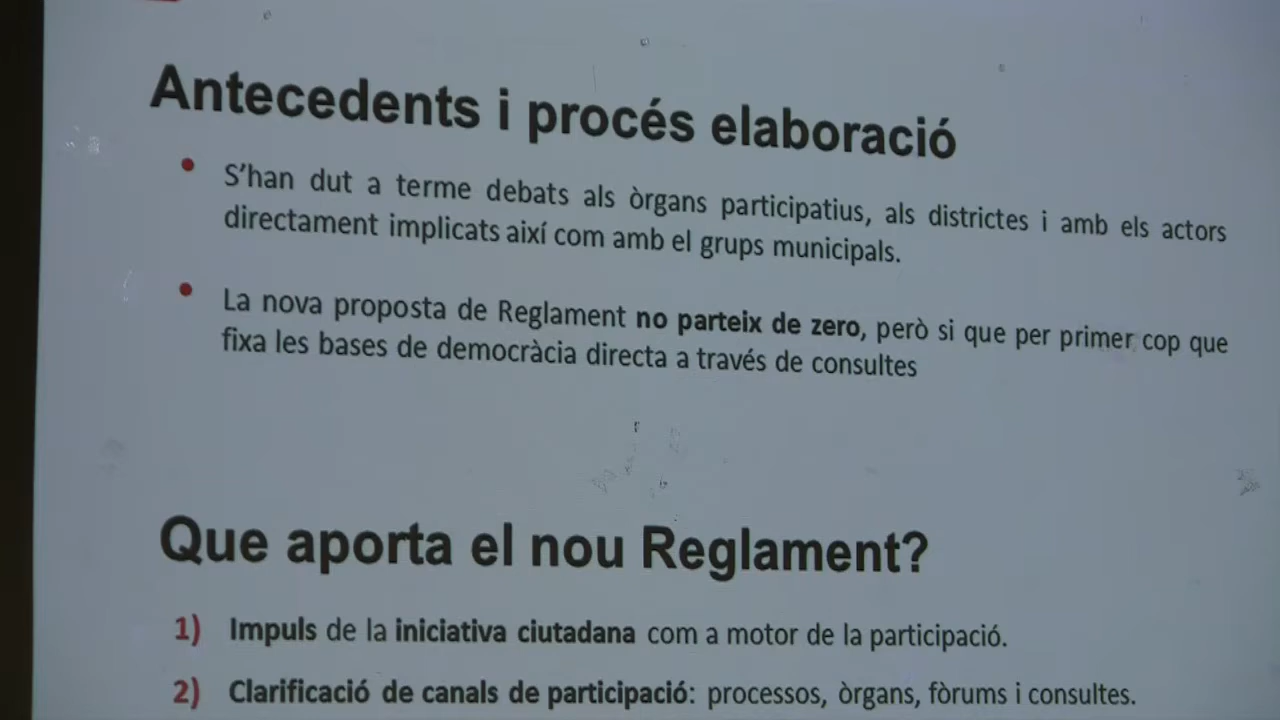 Antecedents i procés elaboració
• S'han dut a terme debats als òrgans participatius, als districtes i amb els actors
directament implicats així com amb el grups municipals.
• La nova proposta de Reglament no parteix de zero, però si que per primer cop que
fixa les bases de democràcia directa a través de consultes
Que aporta el nou Reglament?
1) Impuls de la iniciativa ciutadana com a motor de la participació.
2) Clarificació de canals de participació: processos, òrgans, fòrums i consultes.